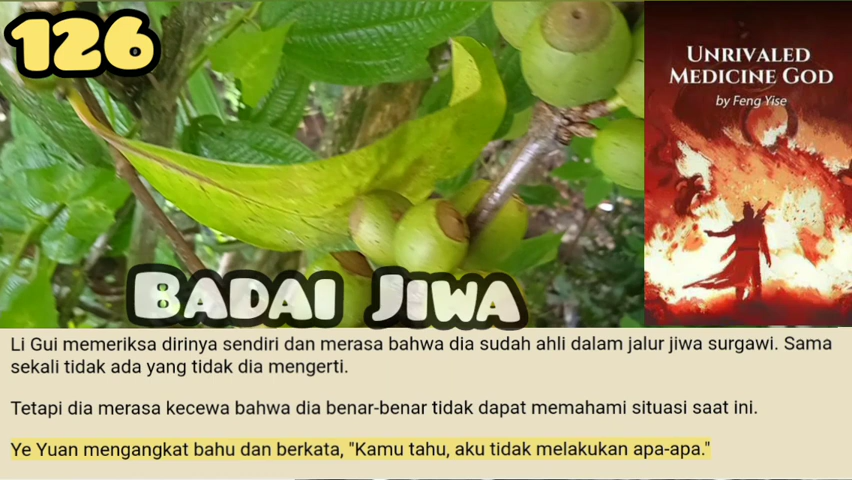 126
UNRIVALED
MEDICINE GOD
by Feng Yise
BADAI JIWA
Li Gui memeriksa dirinya sendiri dan merasa bahwa dia sudah ahli dalam jalur jiwa surgawi. Sama
sekali tidak ada yang tidak dia mengerti.
Tetapi dia merasa kecewa bahwa dia benar-benar tidak dapat memahami situasi saat ini.
Ye Yuan mengangkat bahu dan berkata, "Kamu tahu, aku tidak melakukan apa-apa."